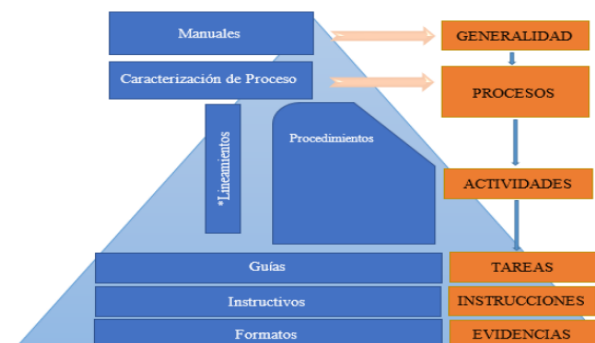 Manuales
GENERALIDAD
Caracterización de Proceso
PROCESOS
*Lineamientos
Procedimientos
ACTIVIDADES
Guías
TAREAS
Instructivos
INSTRUCCIONES
Formatos
EVIDENCIAS